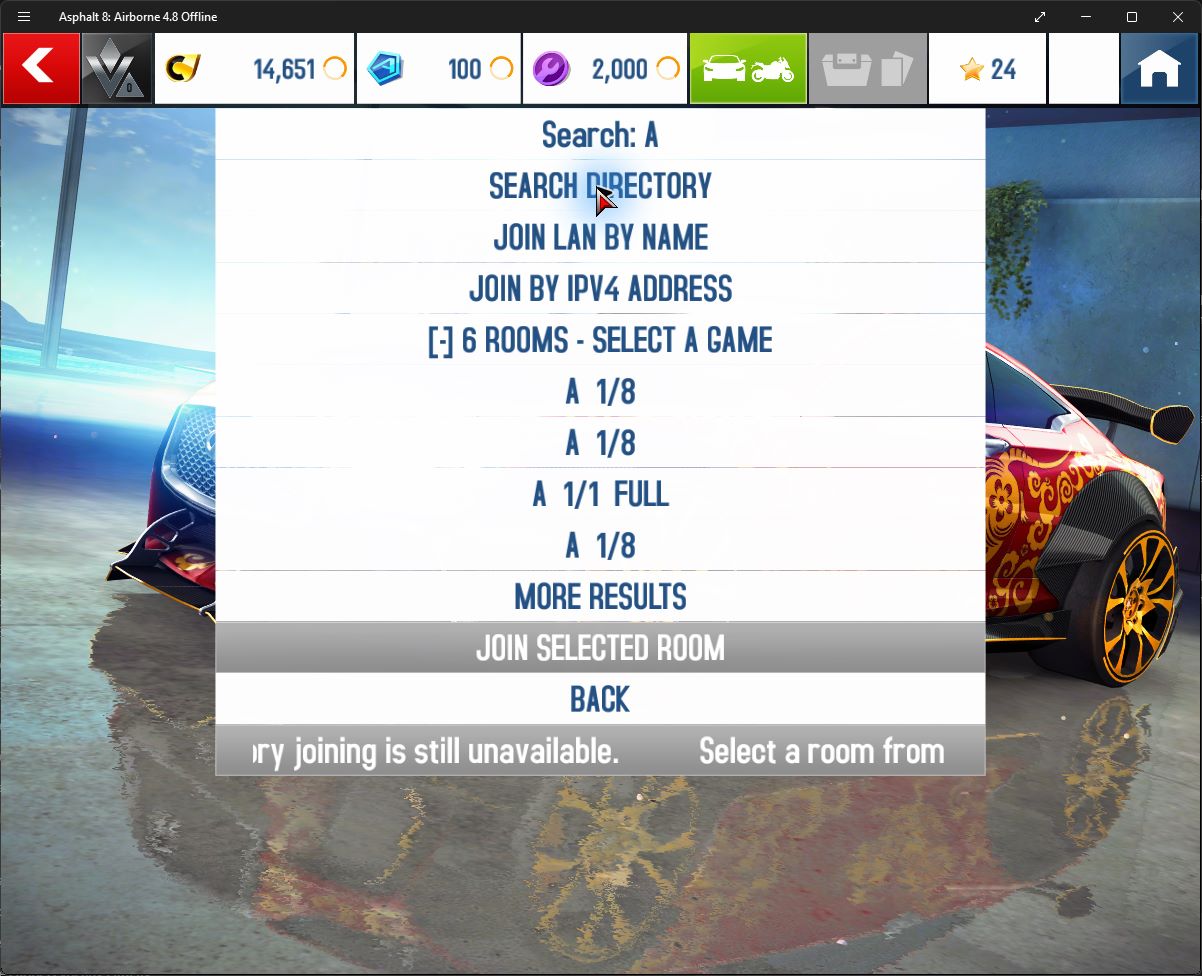 Asphalt 8: Airborne 4.8 Offline
14,651
100
2,000
24
0
Search: A
SEARCH DIRECTORY
JOIN LAN BY NAME
JOIN BY IPV4 ADDRESS
[-] 6 ROOMS - SELECT A GAME
A 1/8
A 1/8
A 1/1 FULL
A 1/8
MORE RESULTS
JOIN SELECTED ROOM
BACK
ory joining is still unavailable. Select a room from